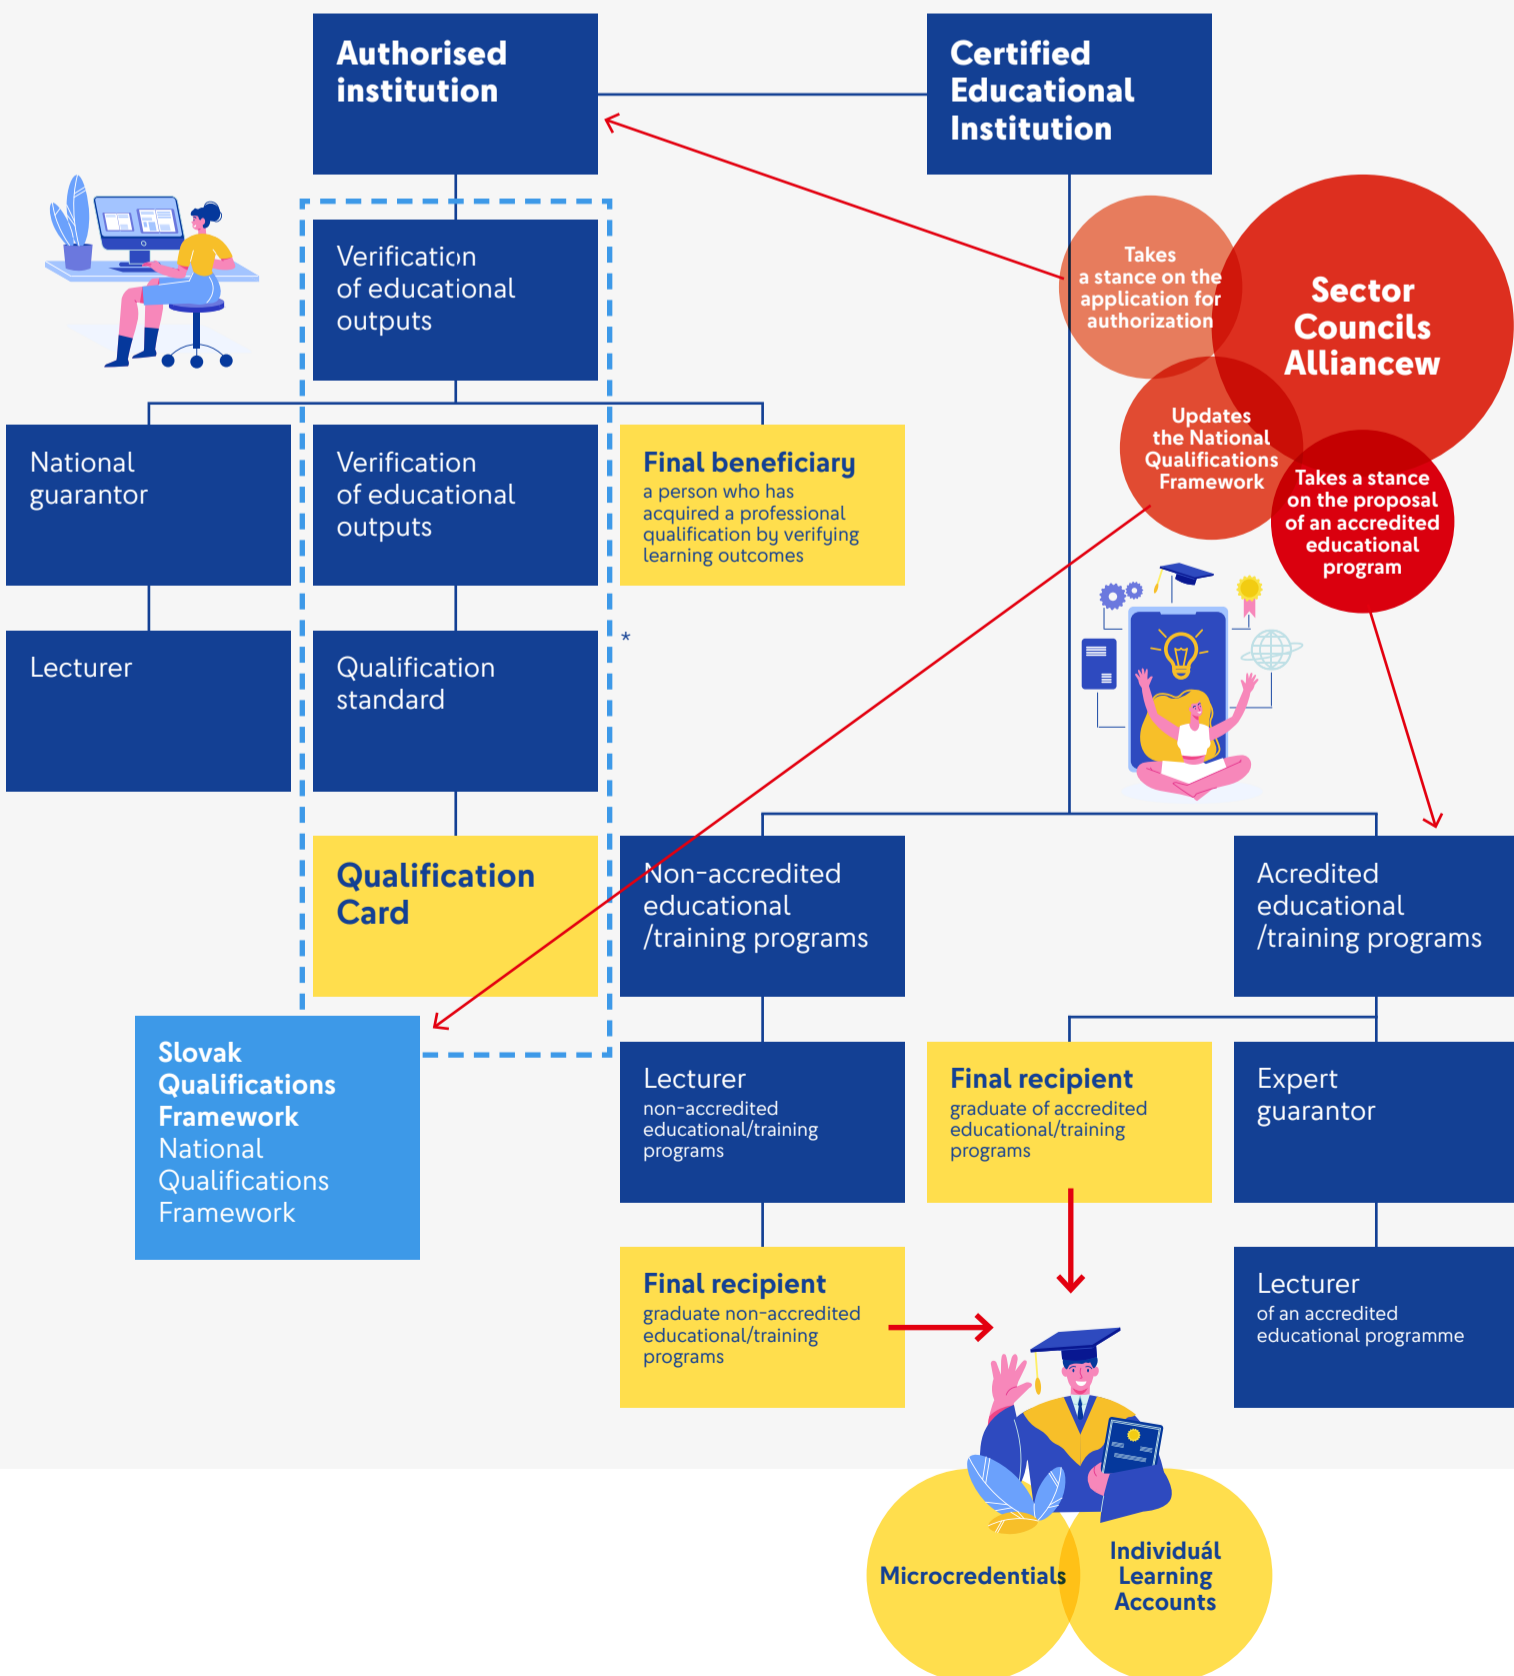 Authorised
institution
Certified
Educational
Institution
Verification
of educational
outputs
Takes
a stance on the
application for
authorization
Sector
Councils
Alliancew
Updates
the National
Qualifications
Framework
Takes a stance
on the proposal
of an accredited
educational
program
National
guarantor
Verification
of educational
outputs
Final beneficiary
a person who has
acquired a professional
qualification by verifying
learning outcomes
Lecturer
Qualification
standard
*
Qualification
Card
Non-accredited
educational
/training programs
Acredited
educational
/training programs
Slovak
Qualifications
Framework
National
Qualifications
Framework
Lecturer
non-accredited
educational/training
programs
Final recipient
graduate of accredited
educational/training
programs
Expert
guarantor
Final recipient
graduate non-accredited
educational/training
programs
Lecturer
of an accredited
educational programme
Microcredentials
Individuál
Learning
Accounts